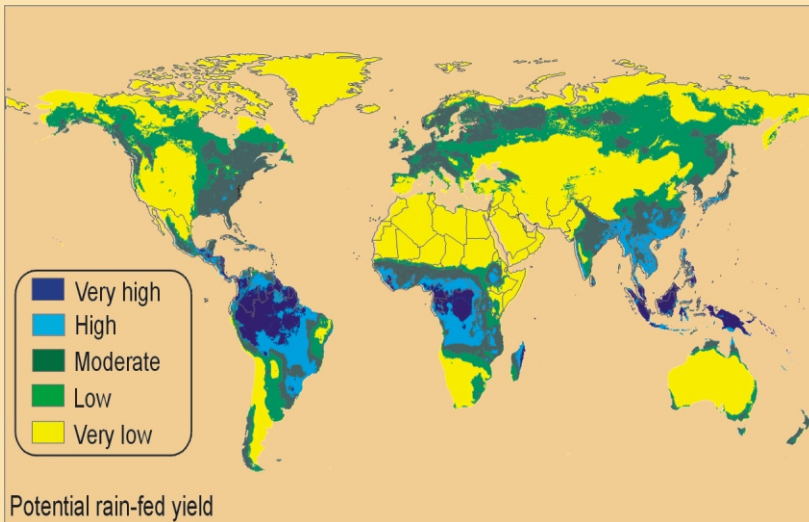 Very high
High
Moderate
Low
Very low
Potential rain-fed yield